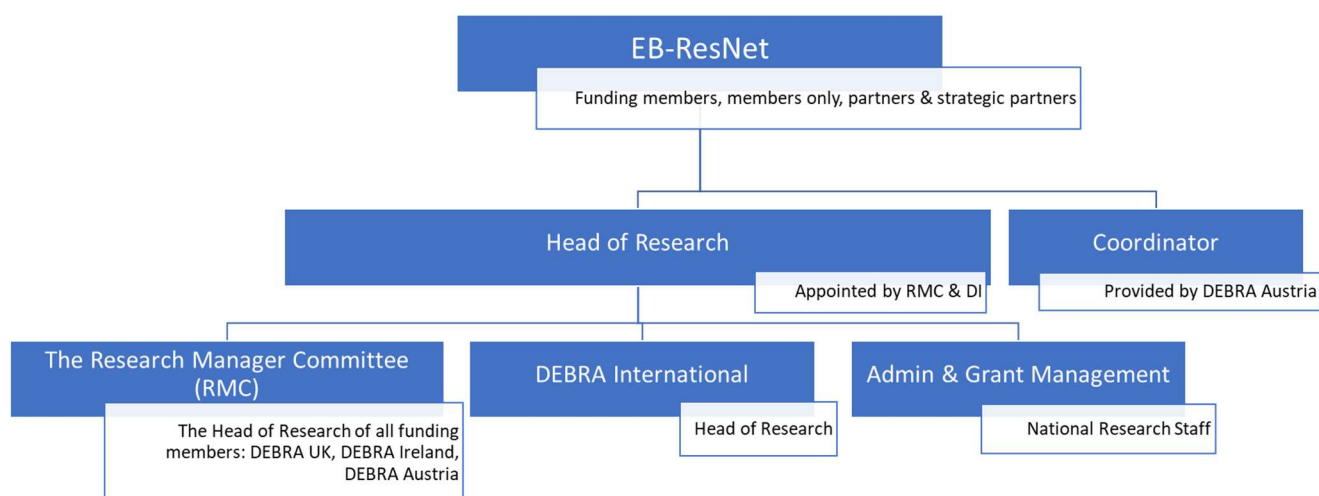 EB-ResNet
Funding members, members only, partners & strategic partners
Head of Research
Appointed by RMC & DI
Coordinator
Provided by DEBRA Austria
The Research Manager Committee
(RMC)
The Head of Research of all funding
members: DEBRA UK, DEBRA Ireland,
DEBRA Austria
DEBRA International
Head of Research
Admin & Grant Management
National Research Staff